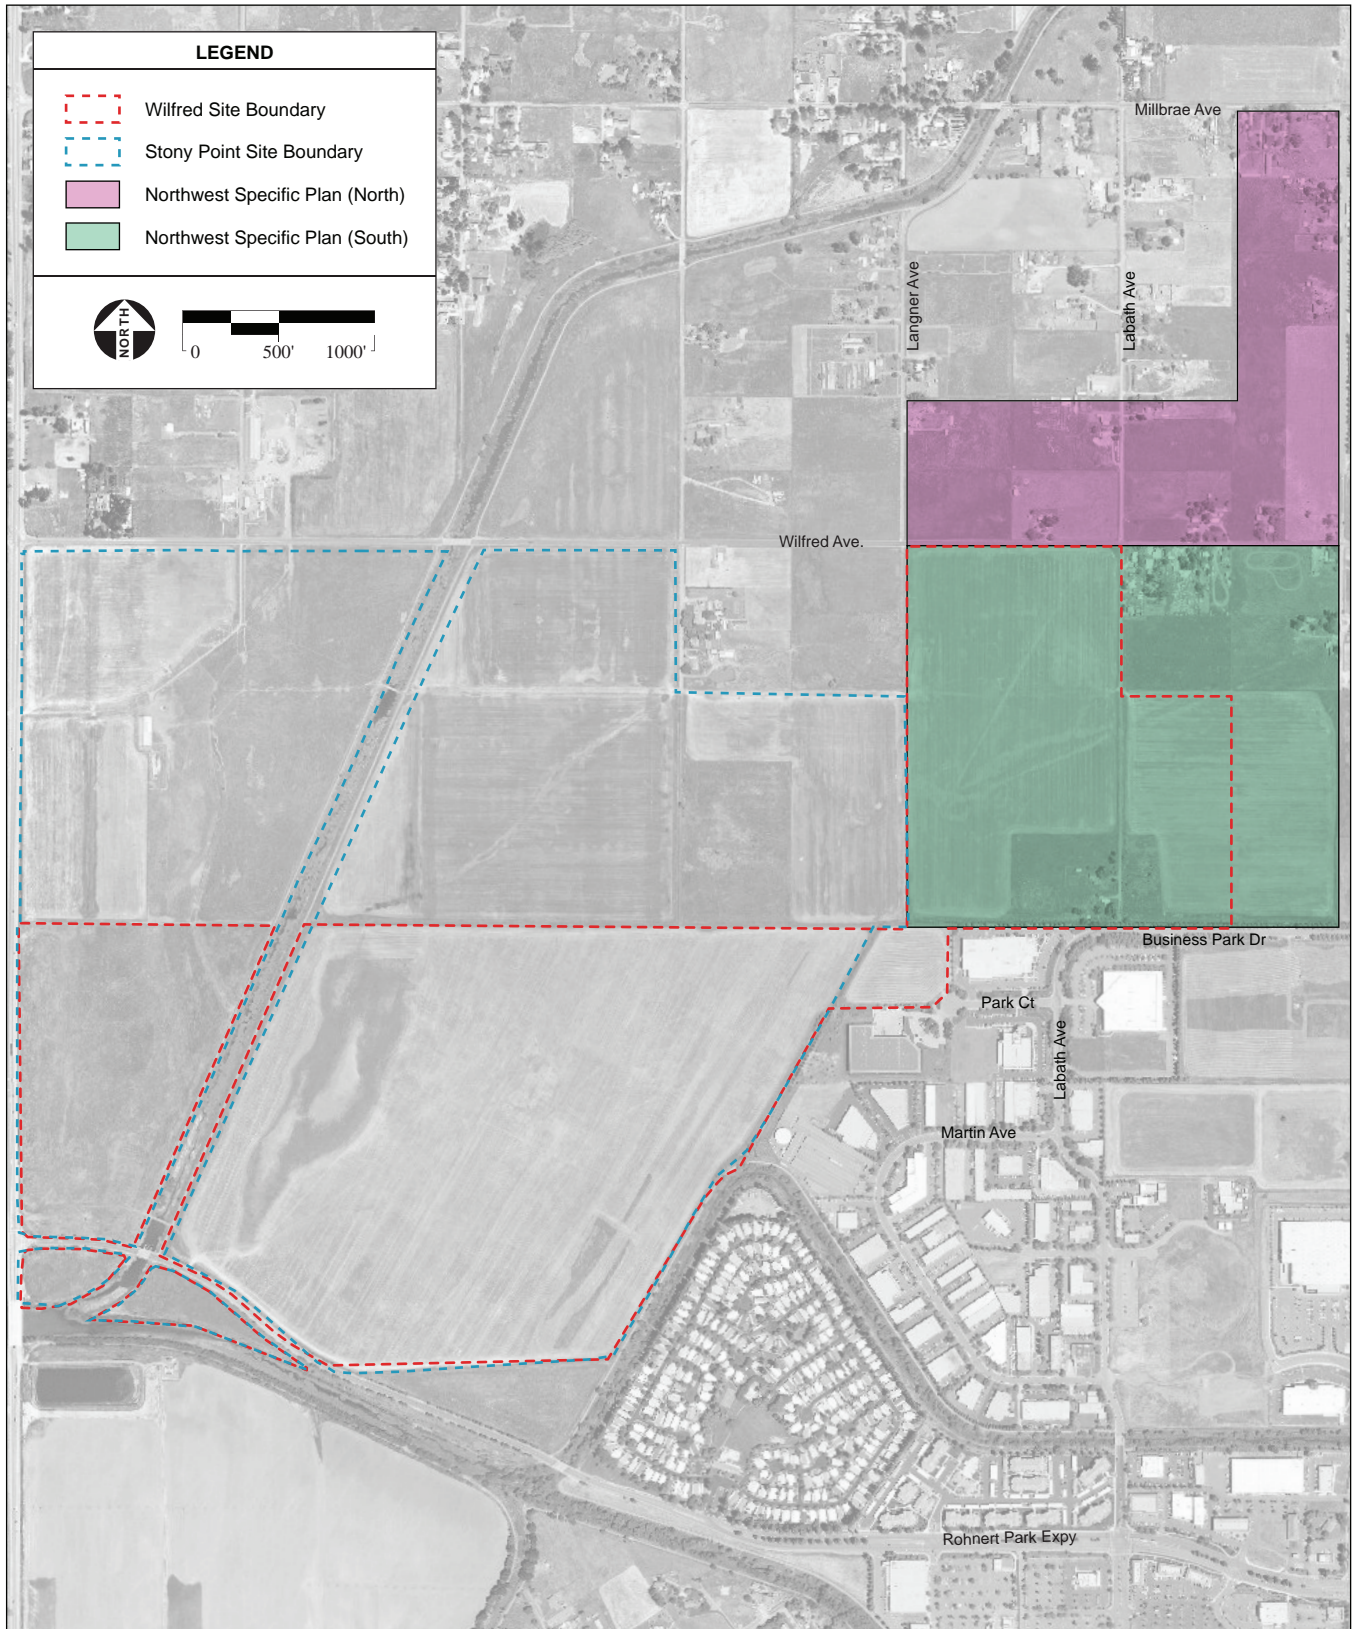 LEGEND
Wilfred Site Boundary
Stony Point Site Boundary
Northwest Specific Plan (North)
Northwest Specific Plan (South)
NORTH
0 500' 1000'
Millbrae Ave
Langner Ave
Labath Ave
Wilfred Ave.
Business Park Dr
Park Ct
Labath Ave
Martin Ave
Rohnert Park Expy